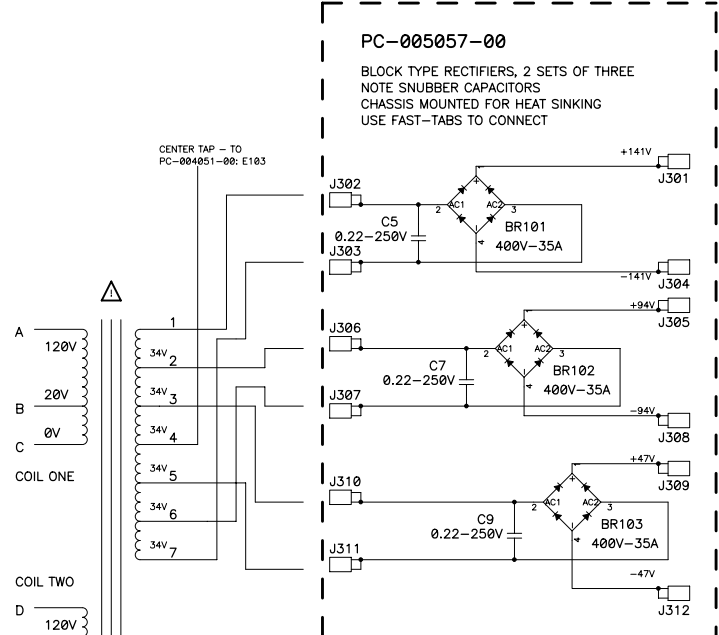 PC-005057-00
BLOCK TYPE RECTIFIERS, 2 SETS OF THREE
NOTE SNUBBER CAPACITORS
CHASSIS MOUNTED FOR HEAT SINKING
USE FAST-TABS TO CONNECT
CENTER TAP - TO
PC-004051-00: E103
+141V
J301
J302
1
+
2
AC1
AC2
3
BR101
400V-35A
-
4
C5
0.22-250V
J303
-141V
J304
+94V
J305
J306
1
+
2
AC1
AC2
3
BR102
400V-35A
-
4
C7
0.22-250V
J307
-94V
J308
+47V
J309
J310
1
+
2
AC1
AC2
3
BR103
400V-35A
-
4
C9
0.22-250V
J311
-47V
J312
!
A
120V
20V
B
0V
C
COIL ONE
1
34V
2
34V
3
34V
4
34V
5
34V
6
34V
7
COIL TWO
D
120V